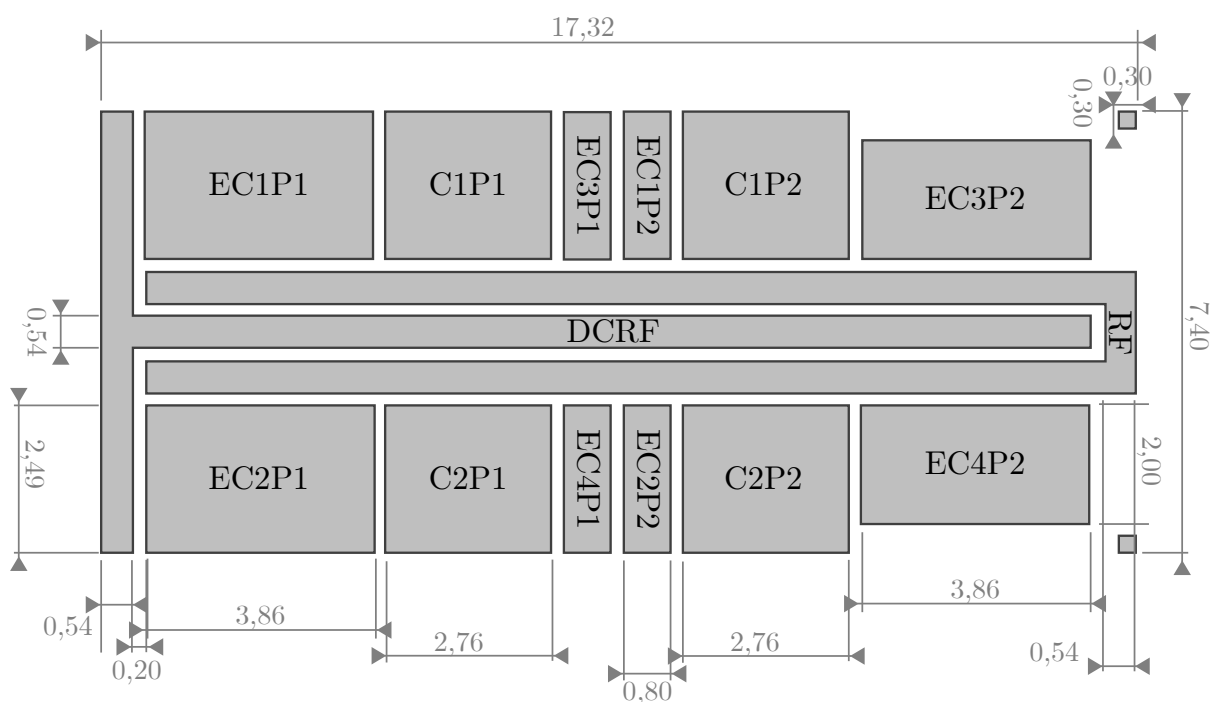 17,32
0,30
0,30
EC1P1
C1P1
EC3P1
EC1P2
C1P2
EC3P2
0,54
DCRF
RF
7,40
2,49
EC2P1
C2P1
EC4P1
EC2P2
C2P2
EC4P2
2,00
0,54
3,86
2,76
2,76
3,86
0,54
0,20
0,80